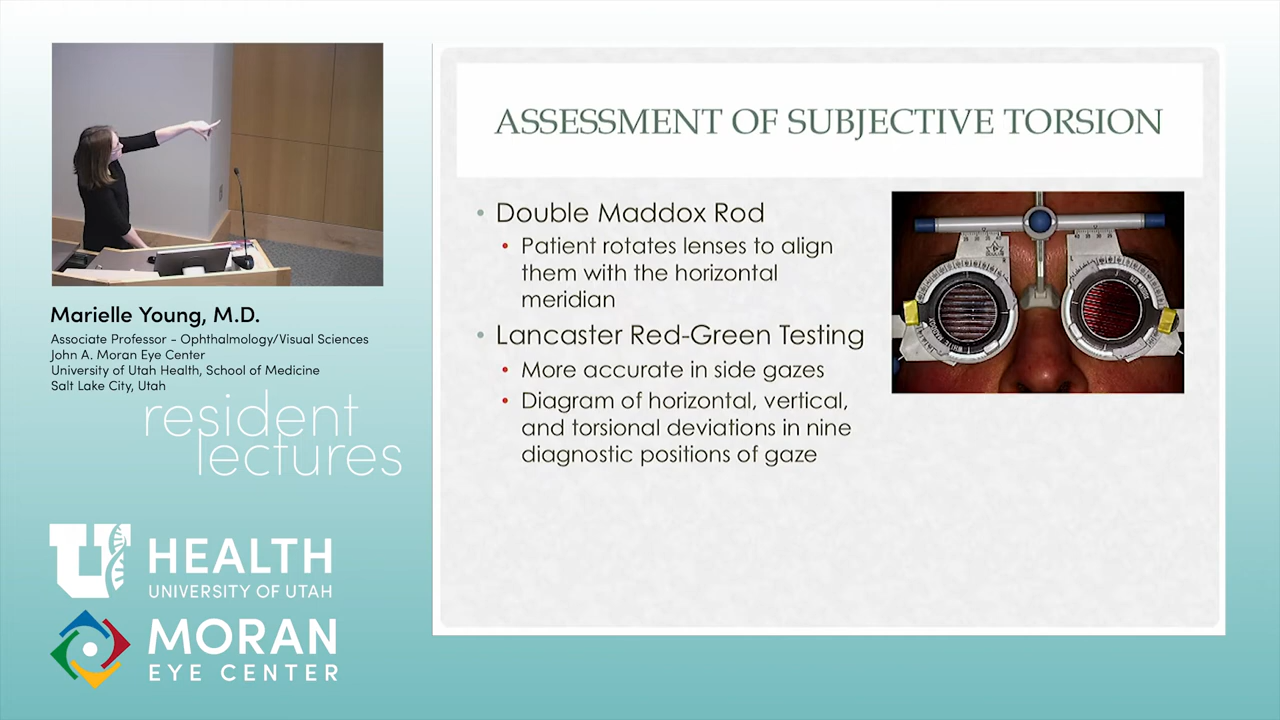 Marielle Young, M.D.
Associate Professor - Ophthalmology/Visual Sciences
John A. Moran Eye Center
University of Utah Health, School of Medicine
Salt Lake City, Utah
resident
lectures
U HEALTH
UNIVERSITY OF UTAH
MORAN
EYE CENTER
ASSESSMENT OF SUBJECTIVE TORSION
• Double Maddox Rod
• Patient rotates lenses to align
them with the horizontal
meridian
• Lancaster Red-Green Testing
• More accurate in side gazes
• Diagram of horizontal, vertical,
and torsional deviations in nine
diagnostic positions of gaze